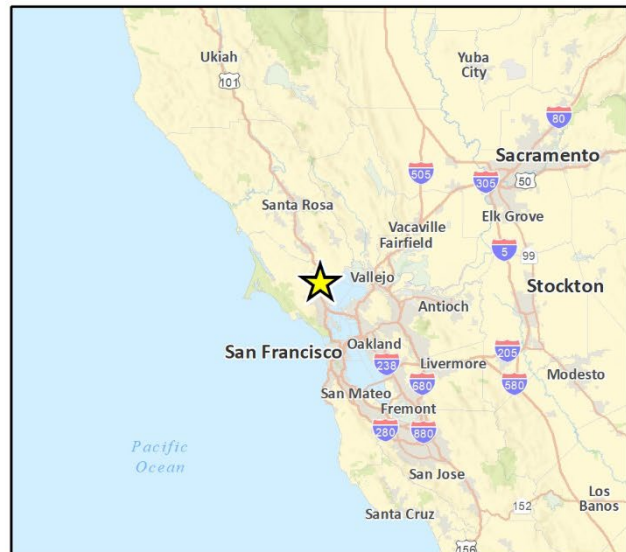 Ukiah
101
Yuba
City
80
Sacramento
505
305
50
Santa Rosa
Elk Grove
Vacaville
Fairfield
5
99
Vallejo
Stockton
Antioch
Oakland
San Francisco
238
205
Livermore
Modesto
680
580
San Mateo
Fremont
280
880
Pacific
Ocean
San Jose
Los
Banos
152
Santa Cruz
156